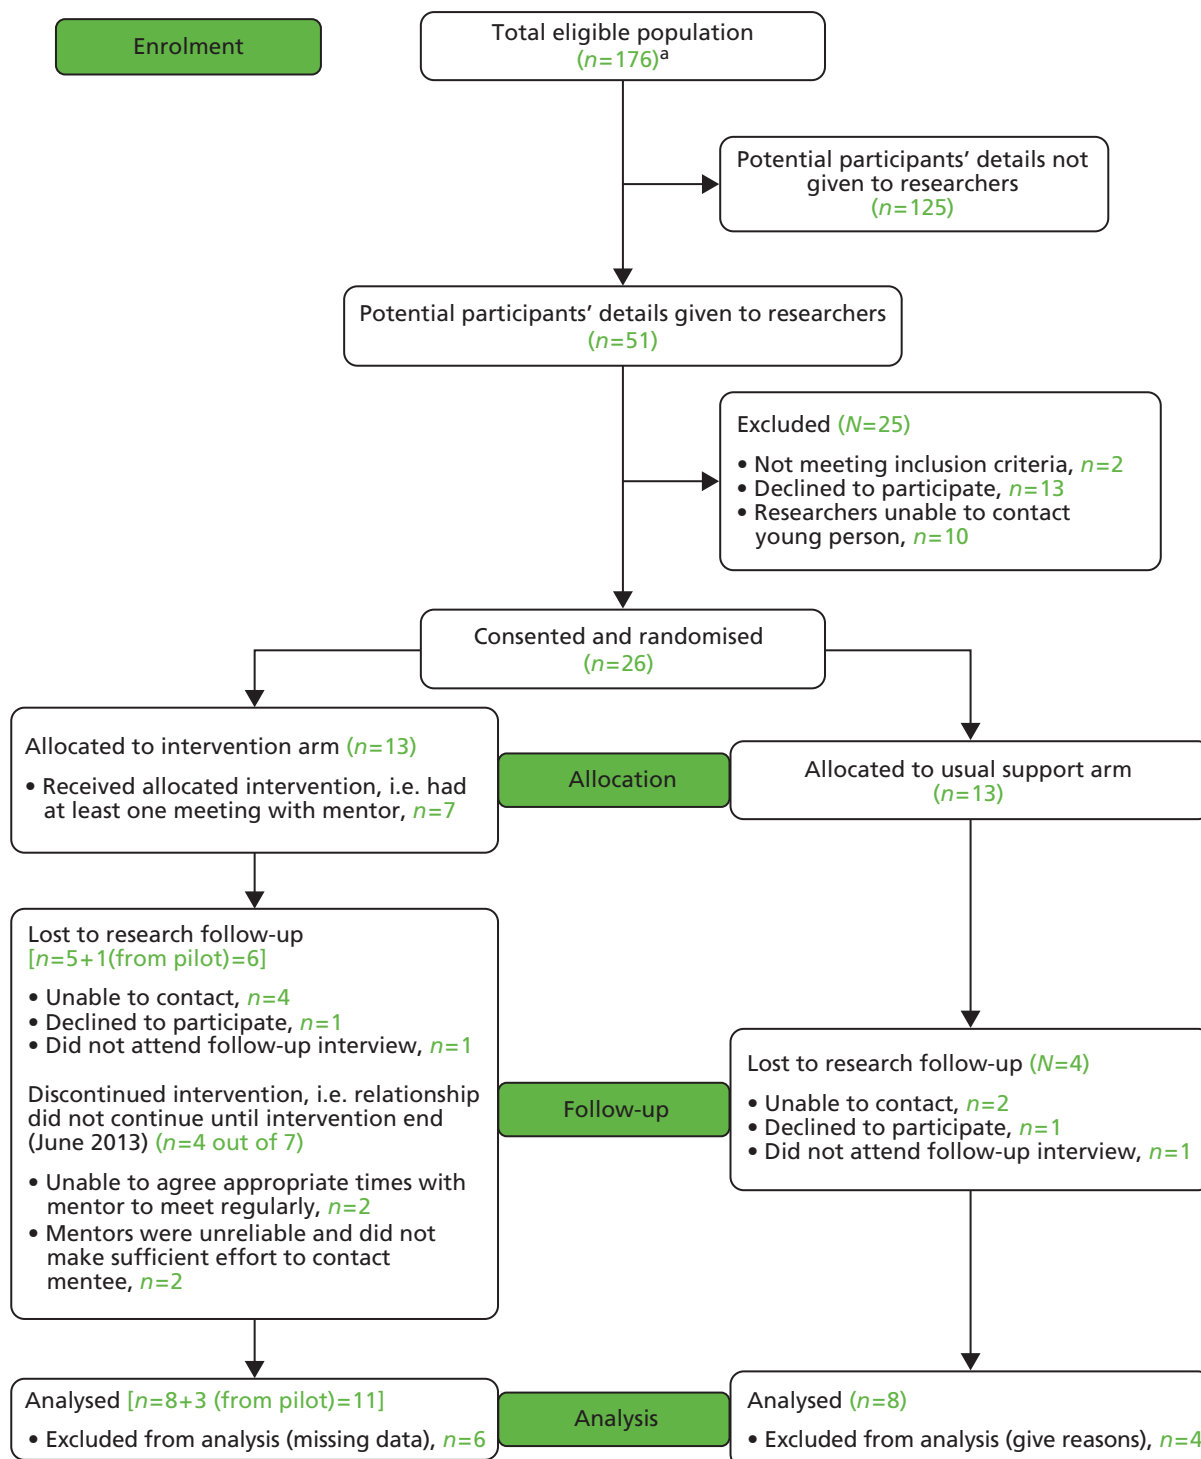 Enrolment
Total eligible population
(n=176)a
Potential participants’ details not
given to researchers
(n=125)
Potential participants’ details given to researchers
(n=51)
Excluded (N=25)
• Not meeting inclusion criteria, n=2
• Declined to participate, n=13
• Researchers unable to contact
young person, n=10
Consented and randomised
(n=26)
Allocated to intervention arm (n=13)
• Received allocated intervention, i.e. had
at least one meeting with mentor, n=7
Allocation
Allocated to usual support arm
(n=13)
Lost to research follow-up
[n=5+1(from pilot)=6]
• Unable to contact, n=4
• Declined to participate, n=1
• Did not attend follow-up interview, n=1
Discontinued intervention, i.e. relationship
did not continue until intervention end
(June 2013) (n=4 out of 7)
• Unable to agree appropriate times with
mentor to meet regularly, n=2
• Mentors were unreliable and did not
make sufficient effort to contact
mentee, n=2
Follow-up
Lost to research follow-up (N=4)
• Unable to contact, n=2
• Declined to participate, n=1
• Did not attend follow-up interview, n=1
Analysed [n=8+3 (from pilot)=11]
• Excluded from analysis (missing data), n=6
Analysis
Analysed (n=8)
• Excluded from analysis (give reasons), n=4